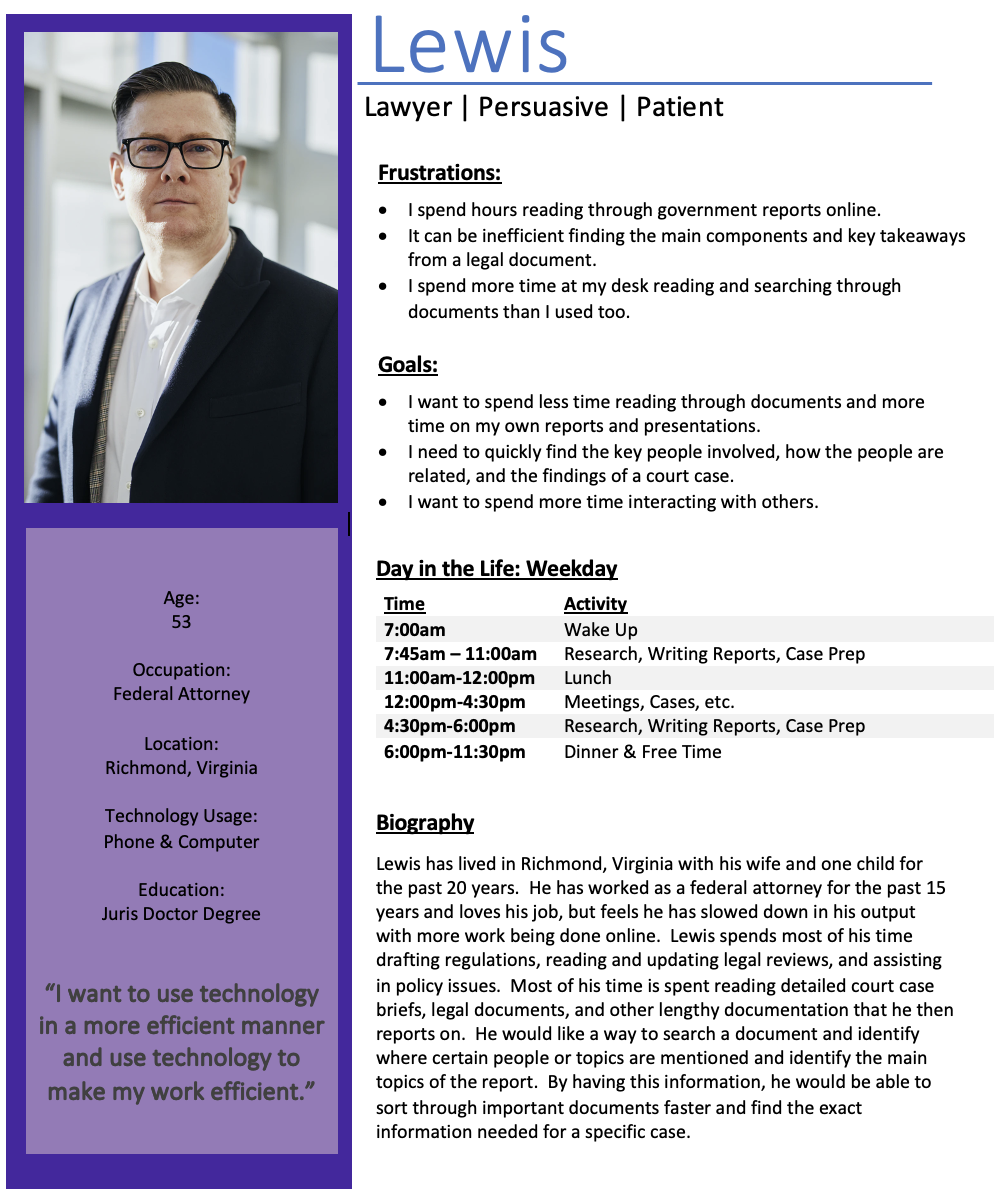 Lewis
Lawyer | Persuasive | Patient
Frustrations:
• I spend hours reading through government reports online.
• It can be inefficient finding the main components and key takeaways
from a legal document.
• I spend more time at my desk reading and searching through
documents than I used too.
Goals:
• I want to spend less time reading through documents and more
time on my own reports and presentations.
• I need to quickly find the key people involved, how the people are
related, and the findings of a court case.
• I want to spend more time interacting with others.
Age:
53
Occupation:
Federal Attorney
Location:
Richmond, Virginia
Technology Usage:
Phone & Computer
Education:
Juris Doctor Degree
“I want to use technology
in a more efficient manner
and use technology to
make my work efficient.”
Day in the Life: Weekday
Time Activity
7:00am Wake Up
7:45am – 11:00am Research, Writing Reports, Case Prep
11:00am-12:00pm Lunch
12:00pm-4:30pm Meetings, Cases, etc.
4:30pm-6:00pm Research, Writing Reports, Case Prep
6:00pm-11:30pm Dinner & Free Time
Biography
Lewis has lived in Richmond, Virginia with his wife and one child for
the past 20 years. He has worked as a federal attorney for the past 15
years and loves his job, but feels he has slowed down in his output
with more work being done online. Lewis spends most of his time
drafting regulations, reading and updating legal reviews, and assisting
in policy issues. Most of his time is spent reading detailed court case
briefs, legal documents, and other lengthy documentation that he then
reports on. He would like a way to search a document and identify
where certain people or topics are mentioned and identify the main
topics of the report. By having this information, he would be able to
sort through important documents faster and find the exact
information needed for a specific case.